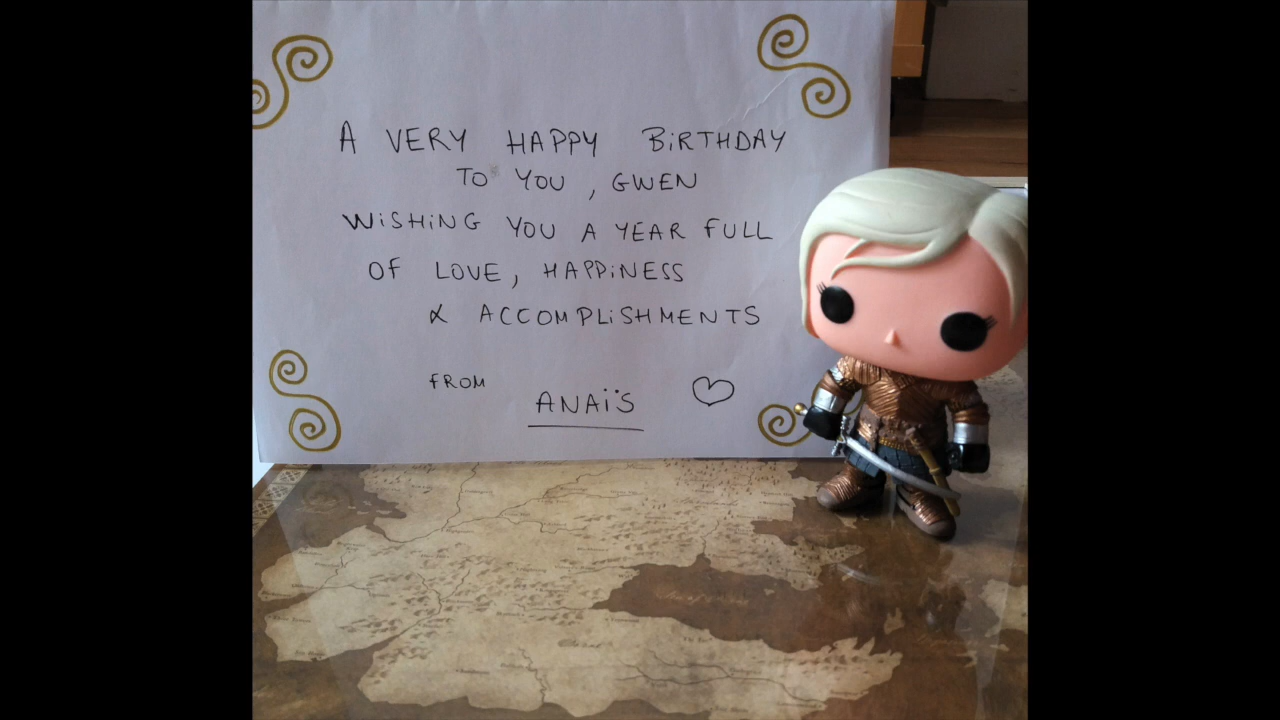 A VERY HAPPY BiRTHDAY
TO YOU, GWEN
WiSHiNG YOU A YEAR FULL
OF LOVE, HAPPiNESS
& ACCOMPLiSHMENTS
FROM
ANAïS